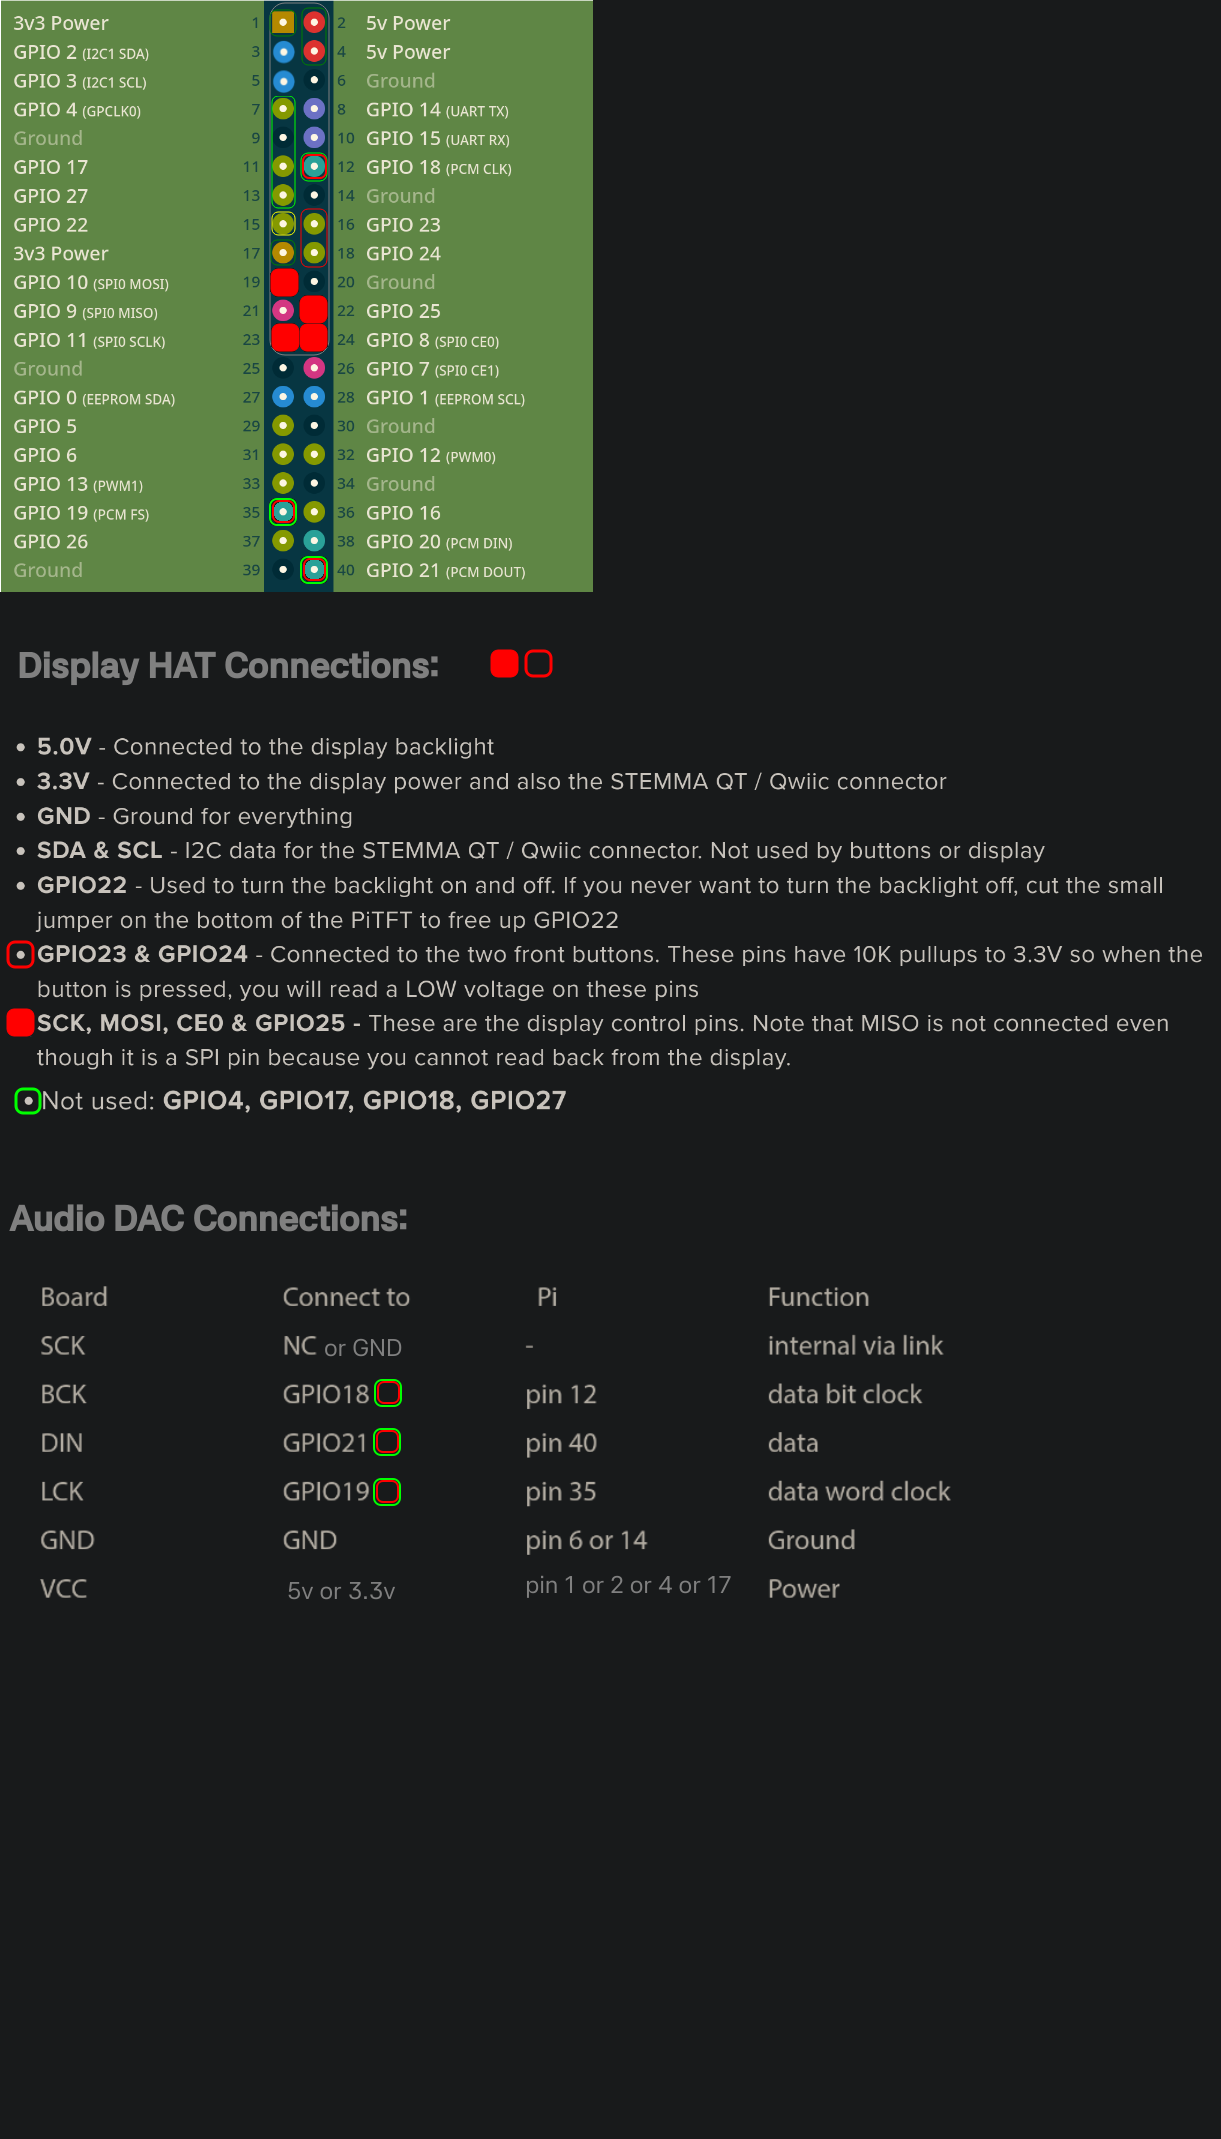 3v3 Power 1 2 5v Power
GPIO 2 (I2C1 SDA) 3 4 5v Power
GPIO 3 (I2C1 SCL) 5 6 Ground
GPIO 4 (GPCLK0) 7 8 GPIO 14 (UART TX)
Ground 9 10 GPIO 15 (UART RX)
GPIO 17 11 12 GPIO 18 (PCM CLK)
GPIO 27 13 14 Ground
GPIO 22 15 16 GPIO 23
3v3 Power 17 18 GPIO 24
GPIO 10 (SPI0 MOSI) 19 20 Ground
GPIO 9 (SPI0 MISO) 21 22 GPIO 25
GPIO 11 (SPI0 SCLK) 23 24 GPIO 8 (SPI0 CE0)
Ground 25 26 GPIO 7 (SPI0 CE1)
GPIO 0 (EEPROM SDA) 27 28 GPIO 1 (EEPROM SCL)
GPIO 5 29 30 Ground
GPIO 6 31 32 GPIO 12 (PWM0)
GPIO 13 (PWM1) 33 34 Ground
GPIO 19 (PCM FS) 35 36 GPIO 16
GPIO 26 37 38 GPIO 20 (PCM DIN)
Ground 39 40 GPIO 21 (PCM DOUT)
Display HAT Connections:
• 5.0V - Connected to the display backlight
• 3.3V - Connected to the display power and also the STEMMA QT / Qwiic connector
• GND - Ground for everything
• SDA & SCL - I2C data for the STEMMA QT / Qwiic connector. Not used by buttons or display
• GPIO22 - Used to turn the backlight on and off. If you never want to turn the backlight off, cut the small
jumper on the bottom of the PiTFT to free up GPIO22
• GPIO23 & GPIO24 - Connected to the two front buttons. These pins have 10K pullups to 3.3V so when the
button is pressed, you will read a LOW voltage on these pins
SCK, MOSI, CE0 & GPIO25 - These are the display control pins. Note that MISO is not connected even
though it is a SPI pin because you cannot read back from the display.
• Not used: GPIO4, GPIO17, GPIO18, GPIO27
Audio DAC Connections:
Board Connect to Pi Function
SCK NC or GND - internal via link
BCK GPIO18 pin 12 data bit clock
DIN GPIO21 pin 40 data
LCK GPIO19 pin 35 data word clock
GND GND pin 6 or 14 Ground
VCC 5v or 3.3v pin 1 or 2 or 4 or 17 Power